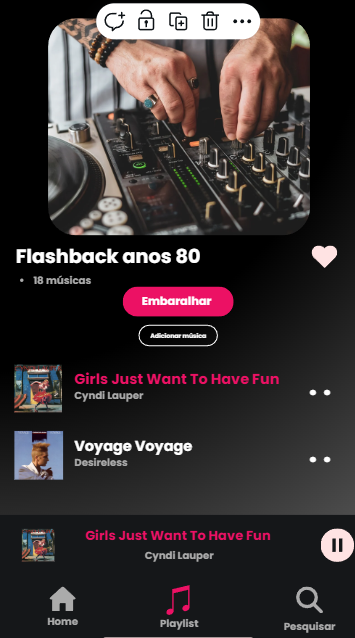 Flashback anos 80
• 18 músicas
Embaralhar
Adicionar música
Girls Just Want To Have Fun
Cyndi Lauper
Voyage Voyage
Desireless
Girls Just Want To Have Fun
Cyndi Lauper
Home
Playlist
Pesquisar